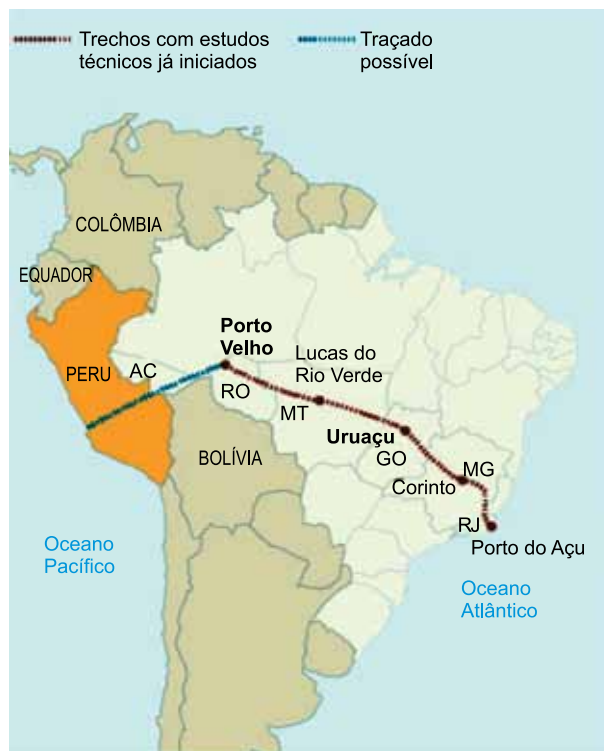 Trechos com estudos
técnicos já iniciados
Traçado
possível
COLÔMBIA
EQUADOR
Porto
Velho
Lucas do
Rio Verde
PERU
AC
RO
MT
Uruaçu
GO
BOLÍVIA
MG
Corinto
RJ
Porto do Açu
Oceano
Pacífico
Oceano
Atlântico